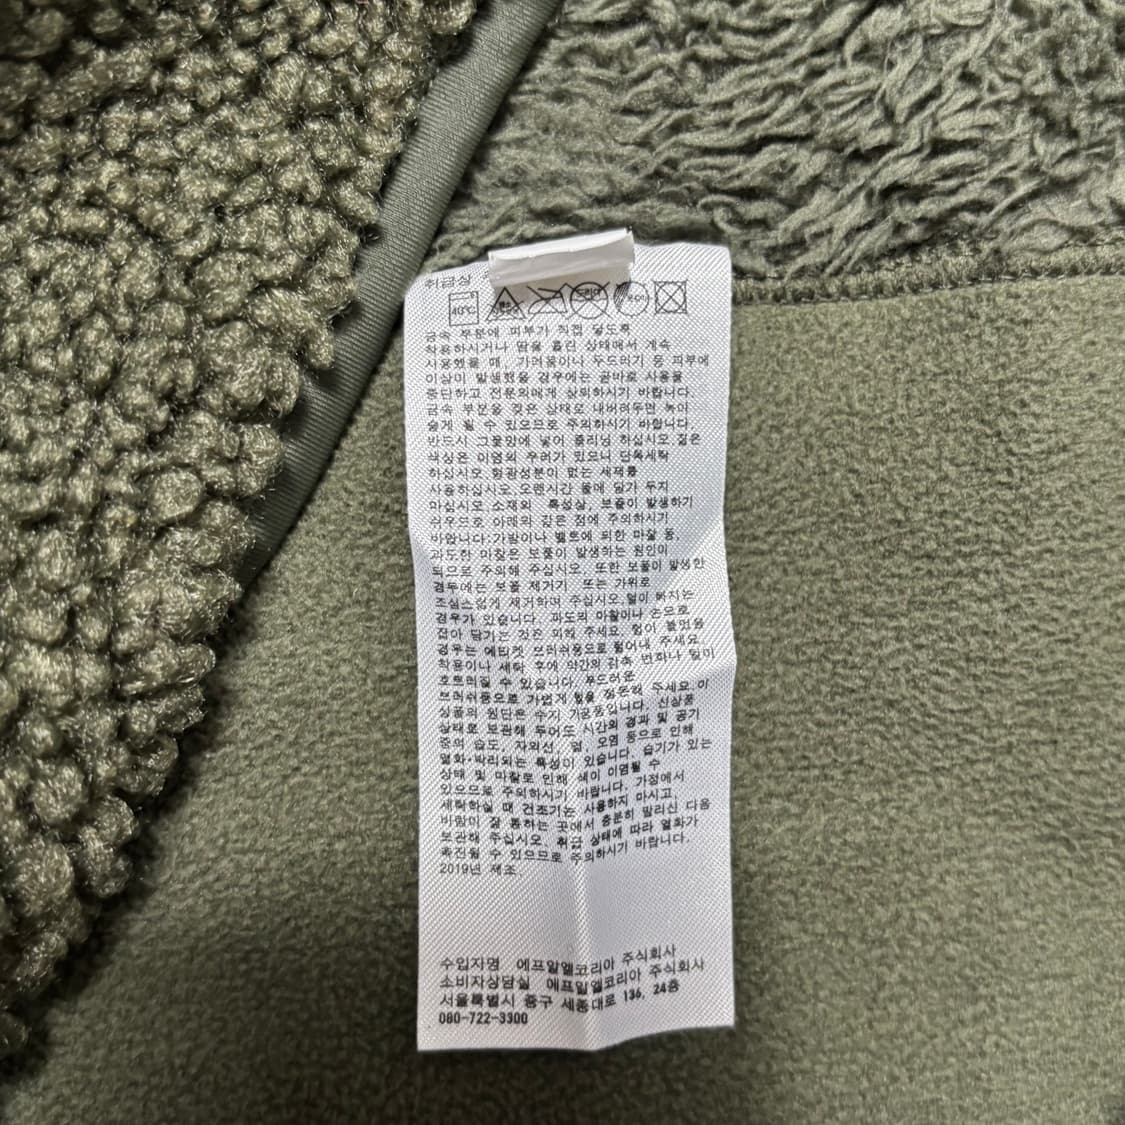 취급상
40℃ 드라이
금속 부분에 피부가 직접 닿도록
착용하시거나 땀을 흘린 상태에서 계속
사용했을 때, 가려움이나 두드러기 등 피부에
이상이 발생했을 경우에는 곧바로 사용을
중단하고 전문의에게 상의하시기 바랍니다.
금속 부분을 젖은 상태로 내버려두면 녹이
슬게 될 수 있으므로 주의하시기 바랍니다.
반드시 그물망에 넣어 클리닝 하십시오.짙은
색상은 이염의 우려가 있으니 단독세탁
하십시오.형광성분이 없는 세제를
사용하십시오.오랜시간 물에 담가 두지
마십시오.소재의 특성상, 보풀이 발생하기
쉬우므로 아래와 같은 점에 주의하시기
바랍니다:가방이나 벨트에 의한 마찰 등,
과도한 마찰은 보풀이 발생하는 원인이
되므로 주의해 주십시오. 또한 보풀이 발생한
경우에는 보풀 제거기 또는 가위로
조심스럽게 제거하여 주십시오.털이 빠지는
경우가 있습니다. 과도의 마찰이나 손으로
잡아 당기는 것은 피해 주세요. 털이 붙었을
경우는 에티켓 브러쉬등으로 털어내 주세요.
착용이나 세탁 후에 약간의 감촉 변화나 털이
흐트러질 수 있습니다. 부드러운
브러쉬등으로 가볍게 털을 정돈해 주세요.이
상품의 원단은 수지 가공품입니다. 신상품
상태로 보관해 두어도 시간의 경과 및 공기
중의 습도, 자외선, 열, 오염 등으로 인해
열화·박리되는 특성이 있습니다. 습기가 있는
상태 및 마찰로 인해 색이 이염될 수
있으므로 주의하시기 바랍니다. 가정에서
세탁하실 때 건조기는 사용하지 마시고,
바람이 잘 통하는 곳에서 충분히 말리신 다음
보관해 주십시오. 취급 상태에 따라 열화가
촉진될 수 있으므로 주의하시기 바랍니다.
2019년 제조.
수입자명 에프알엘코리아 주식회사
소비자상담실 에프알엘코리아 주식회사
서울특별시 중구 세종대로 136, 24층
080-722-3300